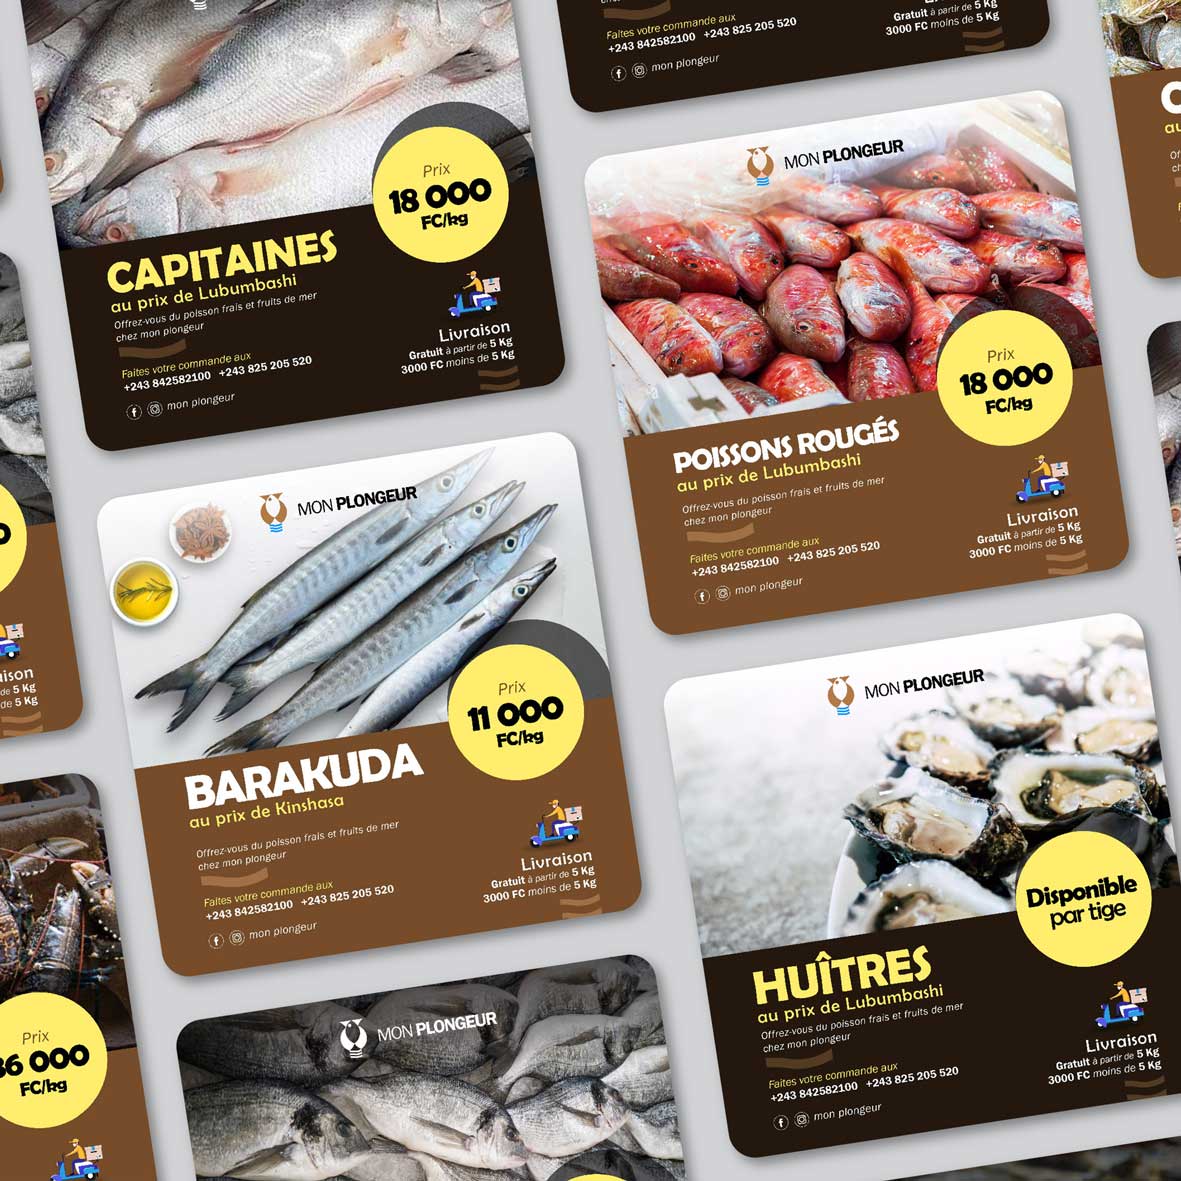 Prix
18 000
FC/kg
CAPITAINES
au prix de Lubumbashi
Offrez-vous du poisson frais et fruits de mer
chez mon plongeur
Faites votre commande aux
+243 842582100 +243 825 205 520
mon plongeur
Livraison
Gratuit à partir de 5 Kg
3000 FC moins de 5 Kg
Faites votre commande aux
+243 842582100 +243 825 205 520
mon plongeur
Gratuit à partir de 5 Kg
3000 FC moins de 5 Kg
MON PLONGEUR
Prix
18 000
FC/kg
POISSONS ROUGÉS
au prix de Lubumbashi
Offrez-vous du poisson frais et fruits de mer
chez mon plongeur
Faites votre commande aux
+243 842582100 +243 825 205 520
mon plongeur
Livraison
Gratuit à partir de 5 Kg
3000 FC moins de 5 Kg
MON PLONGEUR
Prix
11 000
FC/kg
BARAKUDA
au prix de Kinshasa
Offrez-vous du poisson frais et fruits de mer
chez mon plongeur
Faites votre commande aux
+243 842582100 +243 825 205 520
mon plongeur
Livraison
Gratuit à partir de 5 Kg
3000 FC moins de 5 Kg
MON PLONGEUR
Disponible
par tige
HUÎTRES
au prix de Lubumbashi
Offrez-vous du poisson frais et fruits de mer
chez mon plongeur
Faites votre commande aux
+243 842582100 +243 825 205 520
mon plongeur
Livraison
Gratuit à partir de 5 Kg
3000 FC moins de 5 Kg
de 5 Kg
de 5 Kg
Prix
36 000
FC/kg
MON PLONGEUR